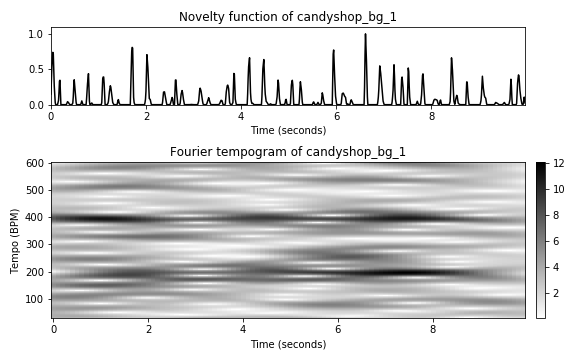 Novelty function of candyshop_bg_1
1.0
0.5
0.0
0 2 4 6 8
Time (seconds)
Fourier tempogram of candyshop_bg_1
Tempo (BPM)
600
500
400
300
200
100
0 2 4 6 8
Time (seconds)
12
10
8
6
4
2